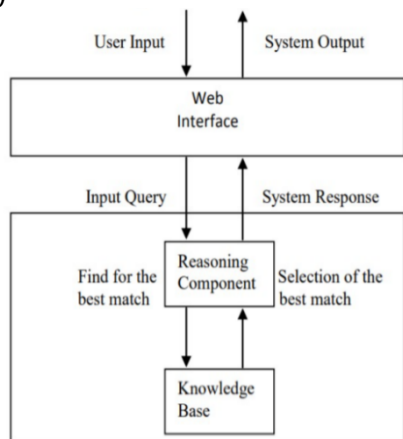 )
User Input
System Output
Web
Interface
Input Query
System Response
Find for the
best match
Reasoning
Component
Selection of the
best match
Knowledge
Base